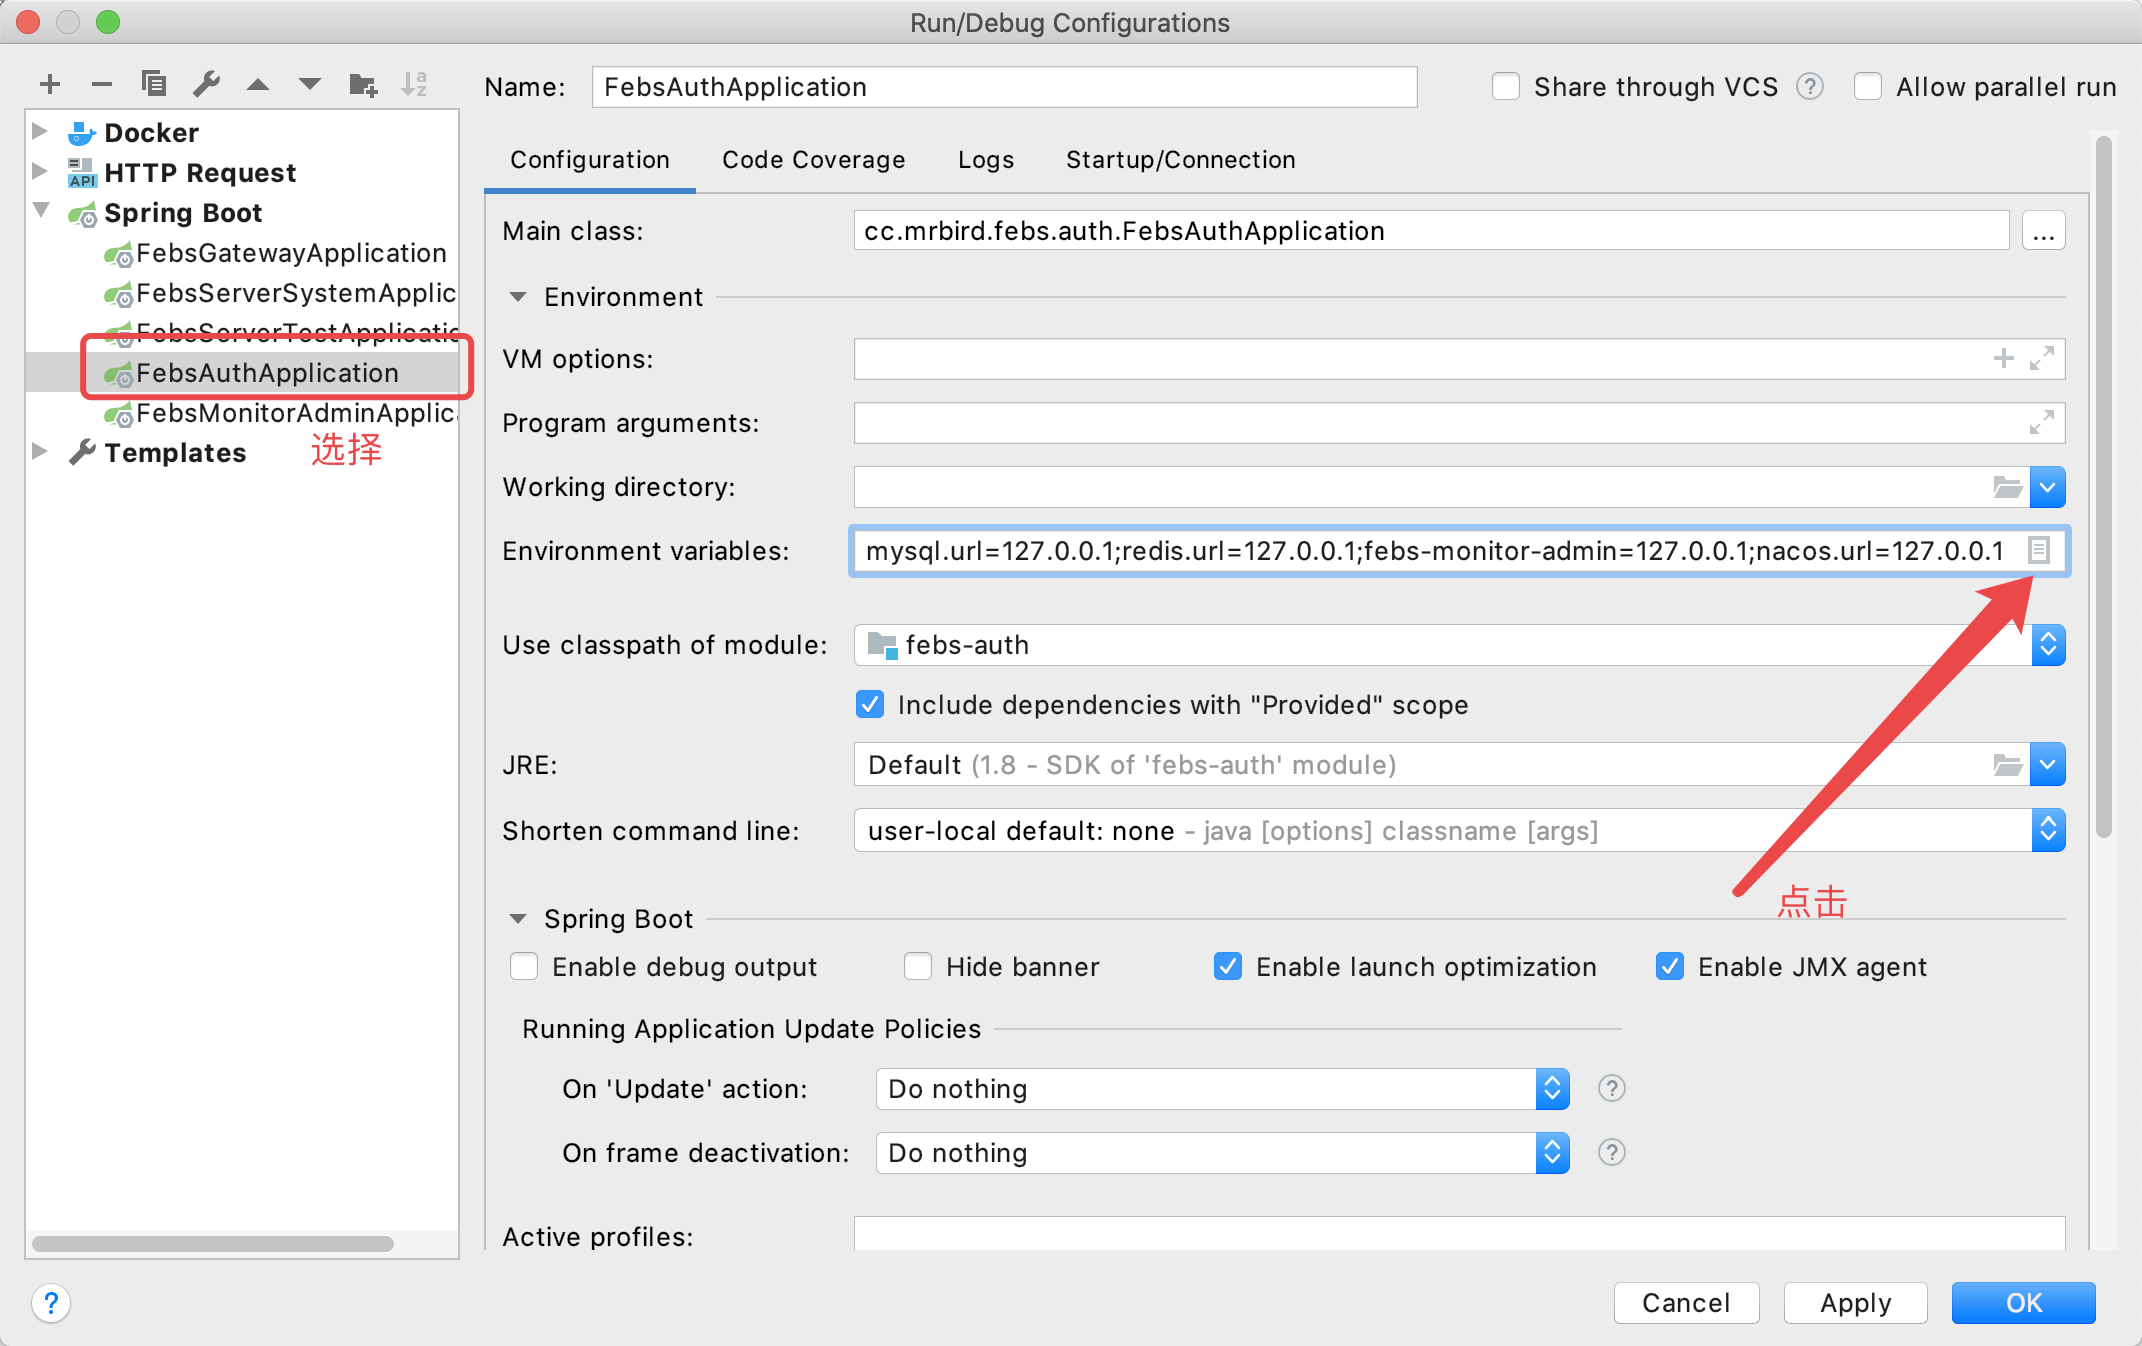 Run/Debug Configurations
Name: FebsAuthApplication
Share through VCS ?
Allow parallel run
Docker
API HTTP Request
Spring Boot
FebsGatewayApplication
FebsServerSystemApplic
FebsServerTestApplicatio
FebsAuthApplication
FebsMonitorAdminApplica
Templates
选择
Configuration
Code Coverage
Logs
Startup/Connection
Main class: cc.mrbird.febs.auth.FebsAuthApplication ...
Environment
VM options:
Program arguments:
Working directory:
Environment variables: mysql.url=127.0.0.1;redis.url=127.0.0.1;febs-monitor-admin=127.0.0.1;nacos.url=127.0.0.1
Use classpath of module: febs-auth
Include dependencies with "Provided" scope
JRE: Default (1.8 - SDK of 'febs-auth' module)
Shorten command line: user-local default: none - java [options] classname [args]
点击
Spring Boot
Enable debug output
Hide banner
Enable launch optimization
Enable JMX agent
Running Application Update Policies
On 'Update' action: Do nothing ?
On frame deactivation: Do nothing ?
Active profiles:
?
Cancel
Apply
OK